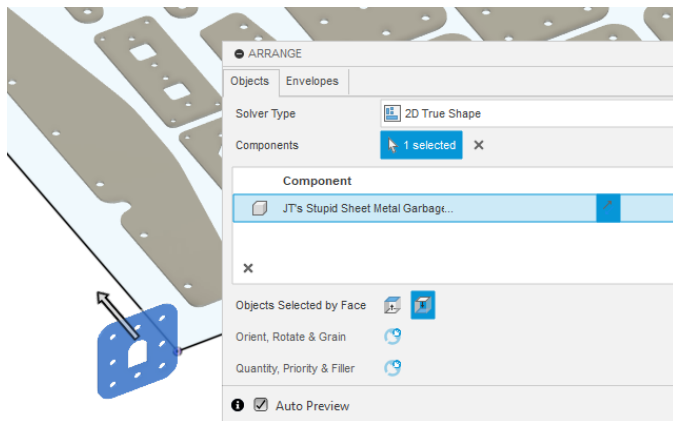 ARRANGE
Objects Envelopes
Solver Type 2D True Shape
Components 1 selected
Component
JT's Stupid Sheet Metal Garbage...
Objects Selected by Face
Orient, Rotate & Grain
Quantity, Priority & Filler
Auto Preview